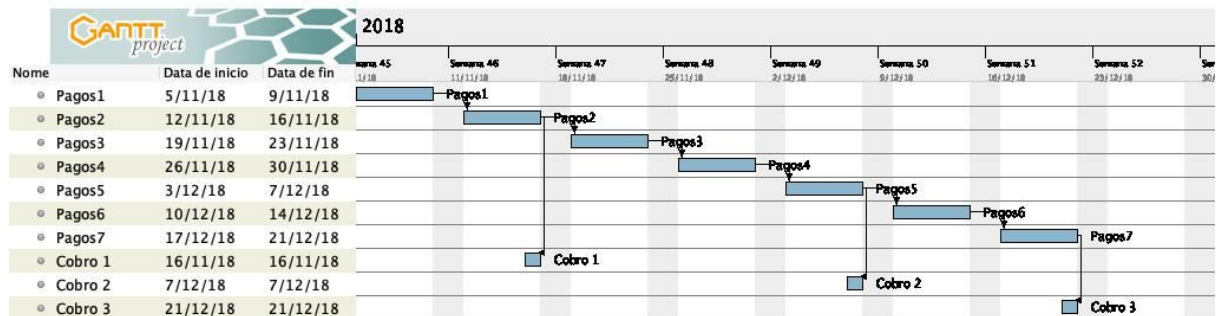 GANTT
project
2018
Semana 46
Semana 47
Semana 48
Semana 49
Semana 50
Semana 51
Semana 52
11/11/18
18/11/18
25/11/18
2/12/18
9/12/18
16/12/18
23/12/18
Nome Data de inicio Data de fin
Pagos1 5/11/18 9/11/18 Pagos1
Pagos2 12/11/18 16/11/18 Pagos2
Pagos3 19/11/18 23/11/18 Pagos3
Pagos4 26/11/18 30/11/18 Pagos4
Pagos5 3/12/18 7/12/18 Pagos5
Pagos6 10/12/18 14/12/18 Pagos6
Pagos7 17/12/18 21/12/18 Pagos7
Cobro 1 16/11/18 16/11/18 Cobro 1
Cobro 2 7/12/18 7/12/18 Cobro 2
Cobro 3 21/12/18 21/12/18 Cobro 3